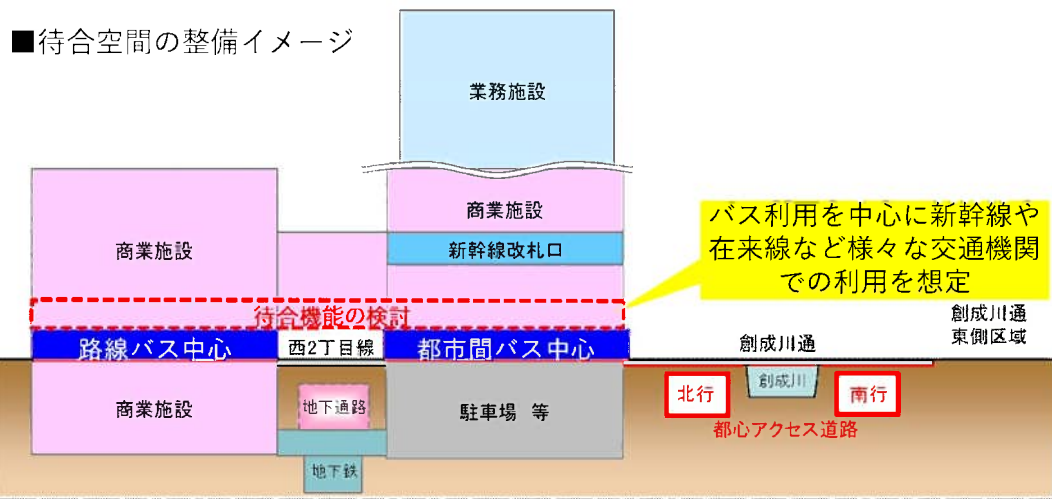 ■待合空間の整備イメージ
業務施設
商業施設
商業施設
新幹線改札口
バス利用を中心に新幹線や
在来線など様々な交通機関
での利用を想定
待合機能の検討
創成川通
東側区域
路線バス中心
西2丁目線
都市間バス中心
創成川通
商業施設
地下通路
駐車場 等
北行
創成川
南行
都心アクセス道路
地下鉄